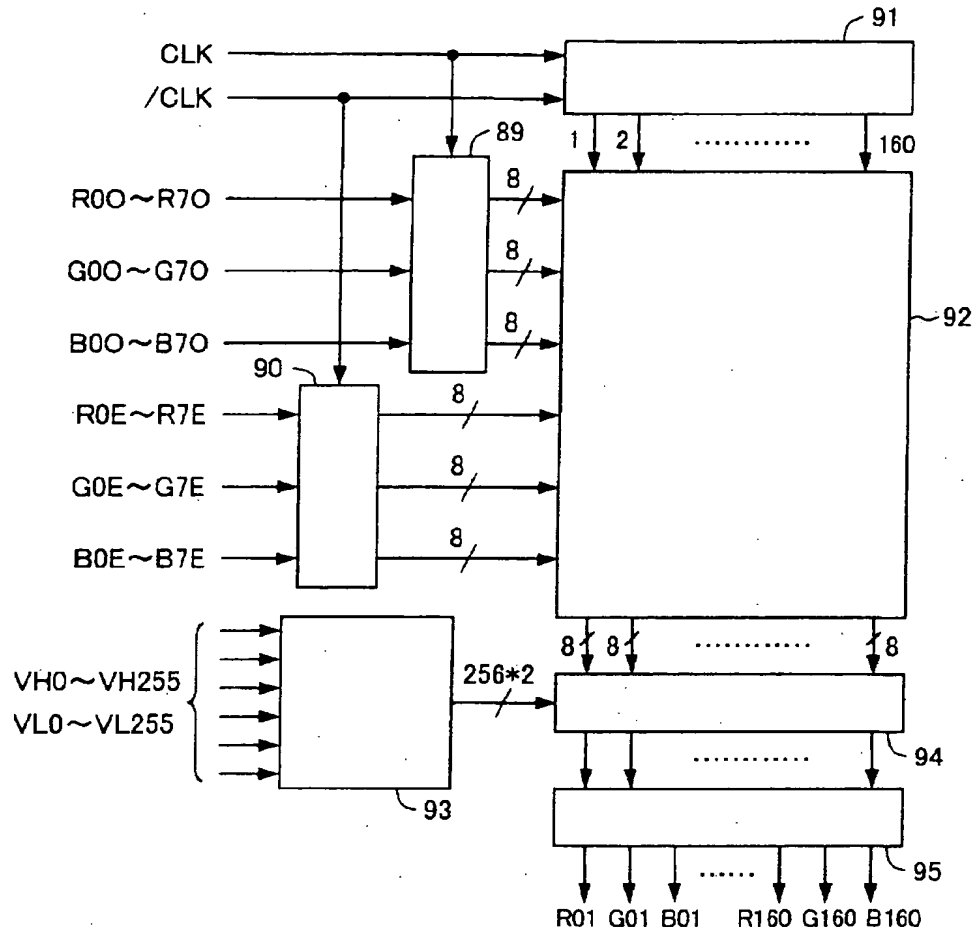 91
CLK
/CLK
89
1 2 ............ 160
R0O~R7O 8
G0O~G7O 8
B0O~B7O 8
92
90
R0E~R7E 8
G0E~G7E 8
B0E~B7E 8
8 8 ............ 8
VH0~VH255
VL0~VL255
256*2
94
............
93
95
......
R01 G01 B01 R160 G160 B160